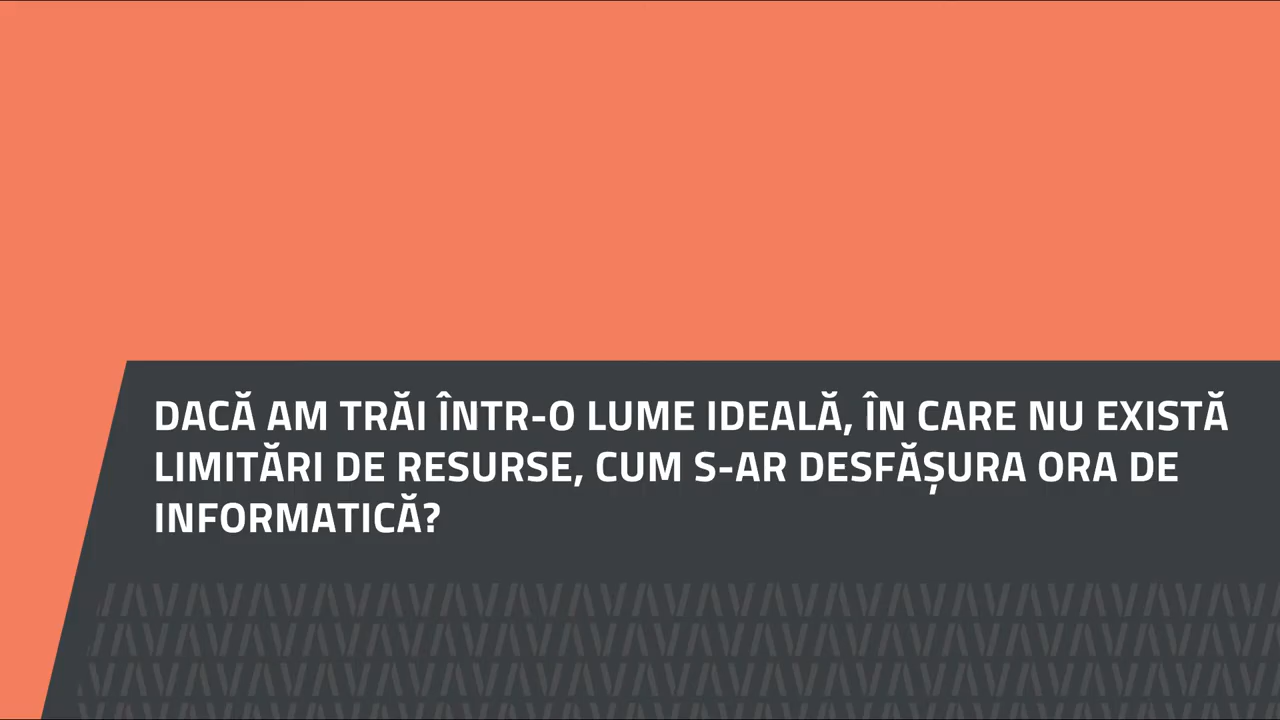 DACĂ AM TRĂI ÎNTR-O LUME IDEALĂ, ÎN CARE NU EXISTĂ
LIMITĂRI DE RESURSE, CUM S-AR DESFĂȘURA ORA DE
INFORMATICĂ?